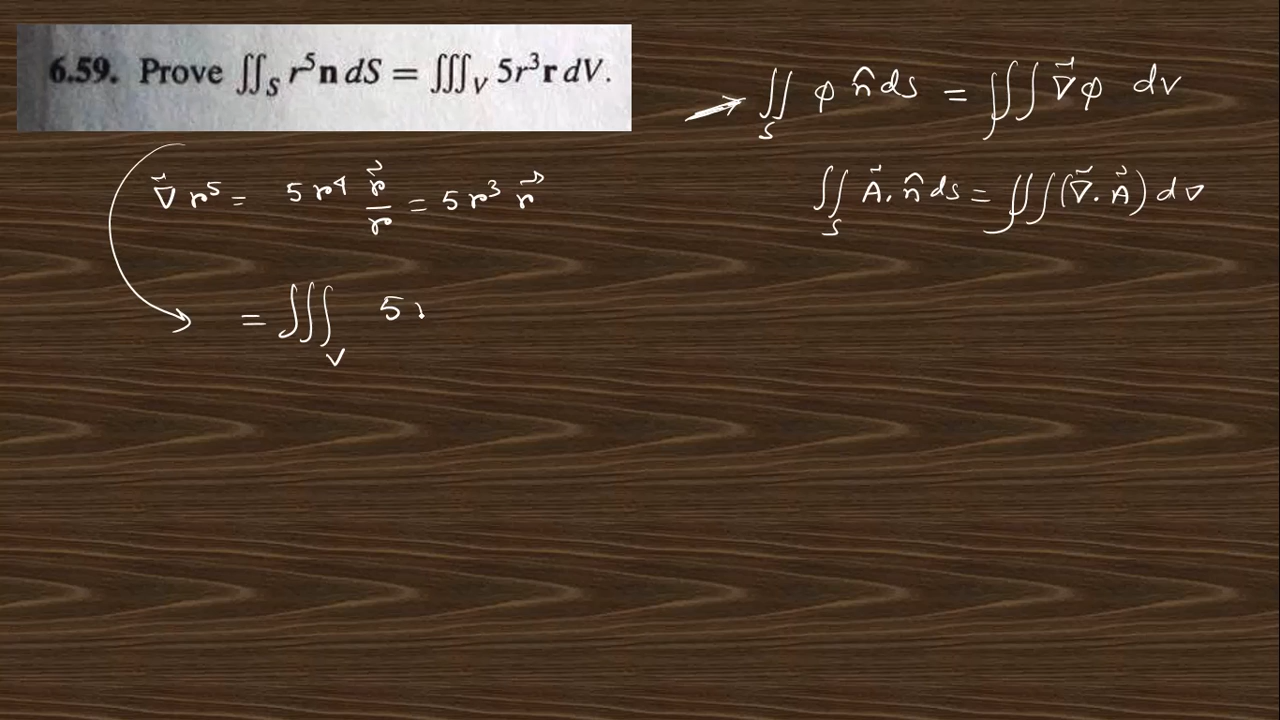 6.59. Prove ∬_S r⁵n dS = ∭_V 5r³r dV.
→ ∬_S φ n̂ ds = ∭ ∇⃗φ dv
∬_S A⃗ . n̂ ds = ∭ (∇⃗ . A⃗) dv
∇⃗ r⁵ = 5 r⁴ r⃗/r = 5 r³ r⃗
= ∭_V 5